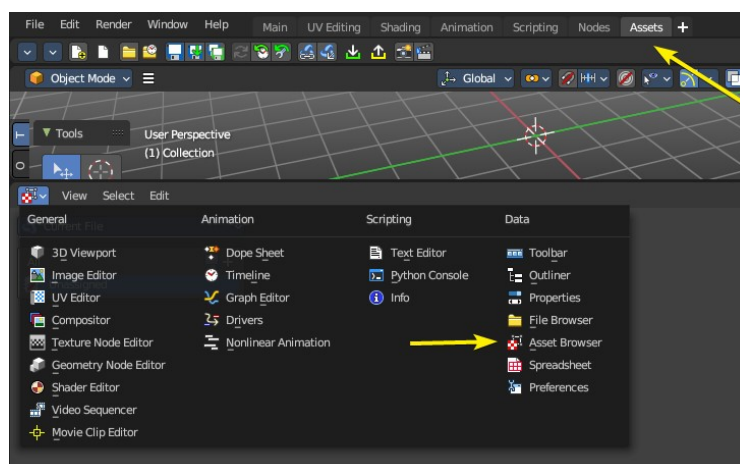 File Edit Render Window Help Main UV Editing Shading Animation Scripting Nodes Assets +
Object Mode Global
Tools User Perspective
(1) Collection
View Select Edit
General Animation Scripting Data
Current File
3D Viewport Dope Sheet Text Editor Toolbar
Image Editor Timeline Python Console Outliner
UV Editor Graph Editor Info Properties
Compositor Drivers File Browser
Texture Node Editor Nonlinear Animation Asset Browser
Geometry Node Editor Spreadsheet
Shader Editor Preferences
Video Sequencer
Movie Clip Editor